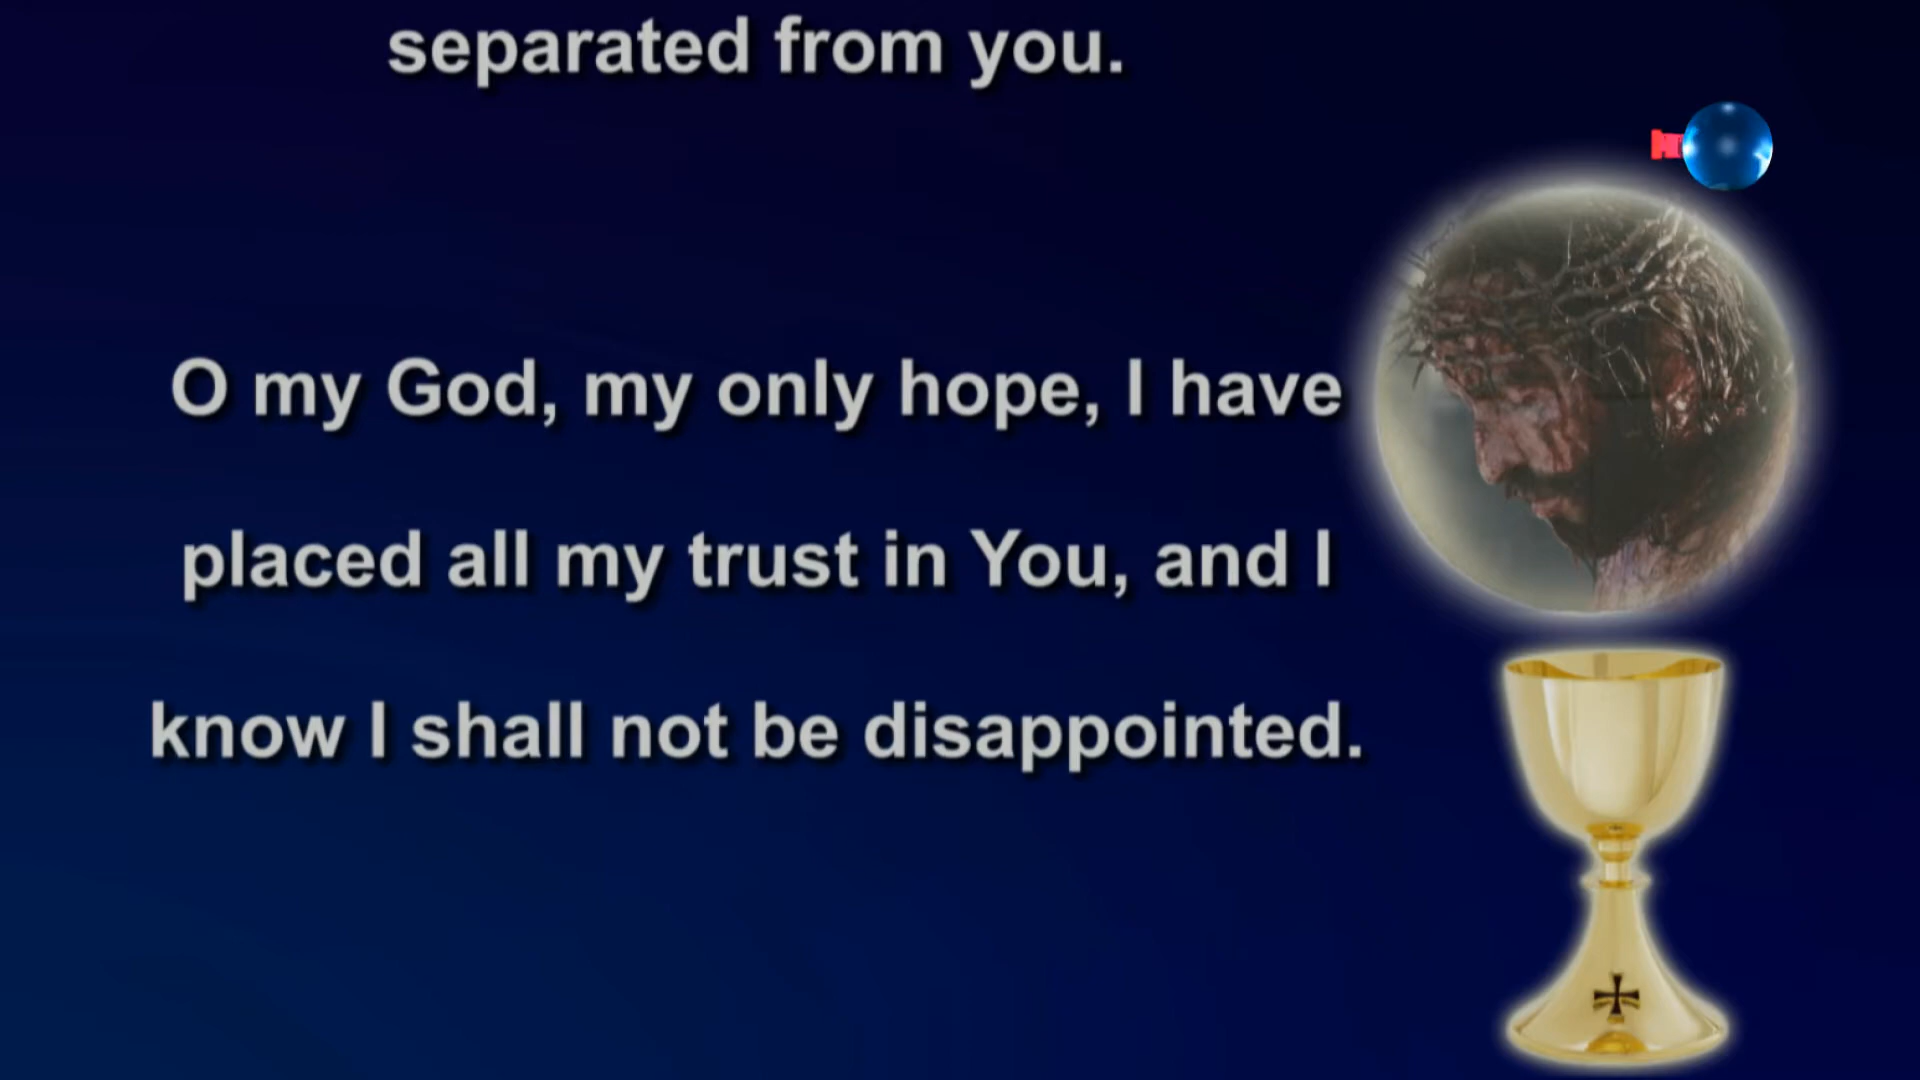 separated from you.
O my God, my only hope, I have
placed all my trust in You, and I
know I shall not be disappointed.